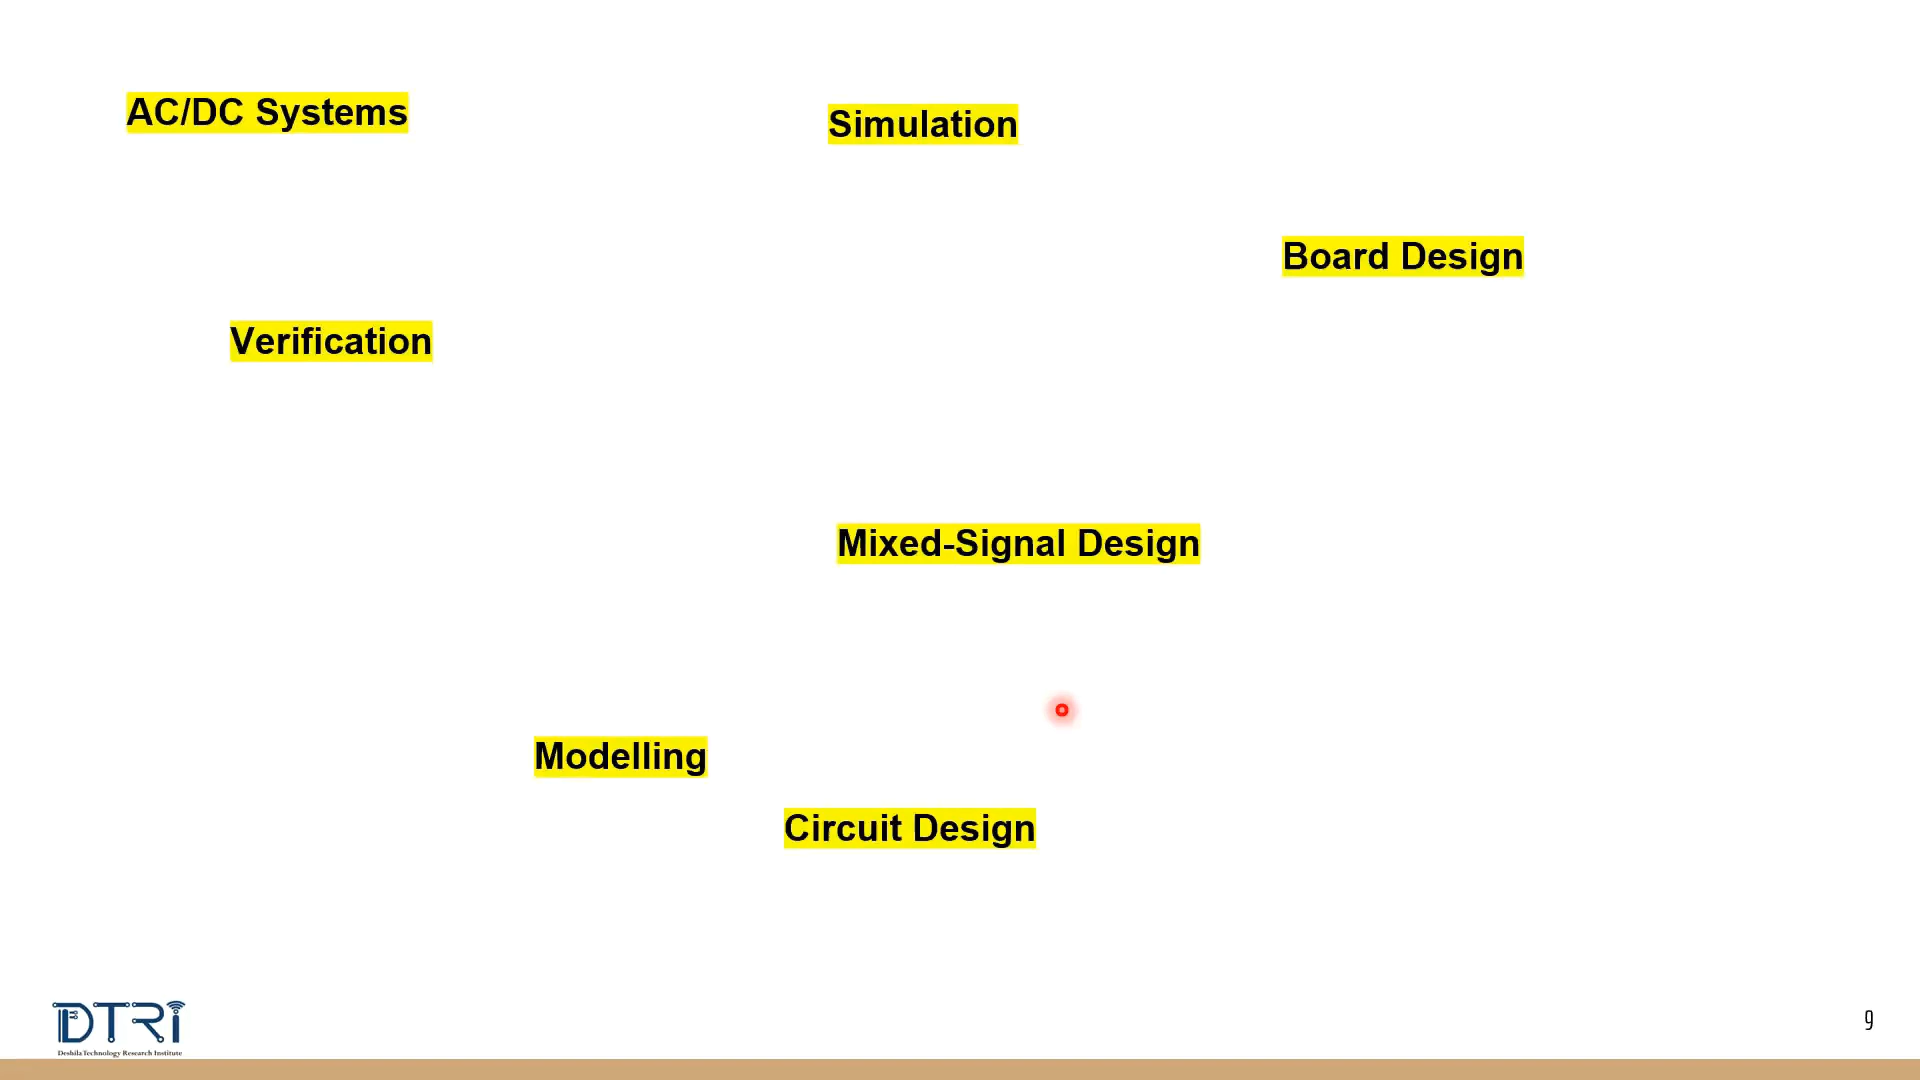 AC/DC Systems
Simulation
Board Design
Verification
Mixed-Signal Design
Modelling
Circuit Design
DTRi
Deshila Technology Research Institute
9